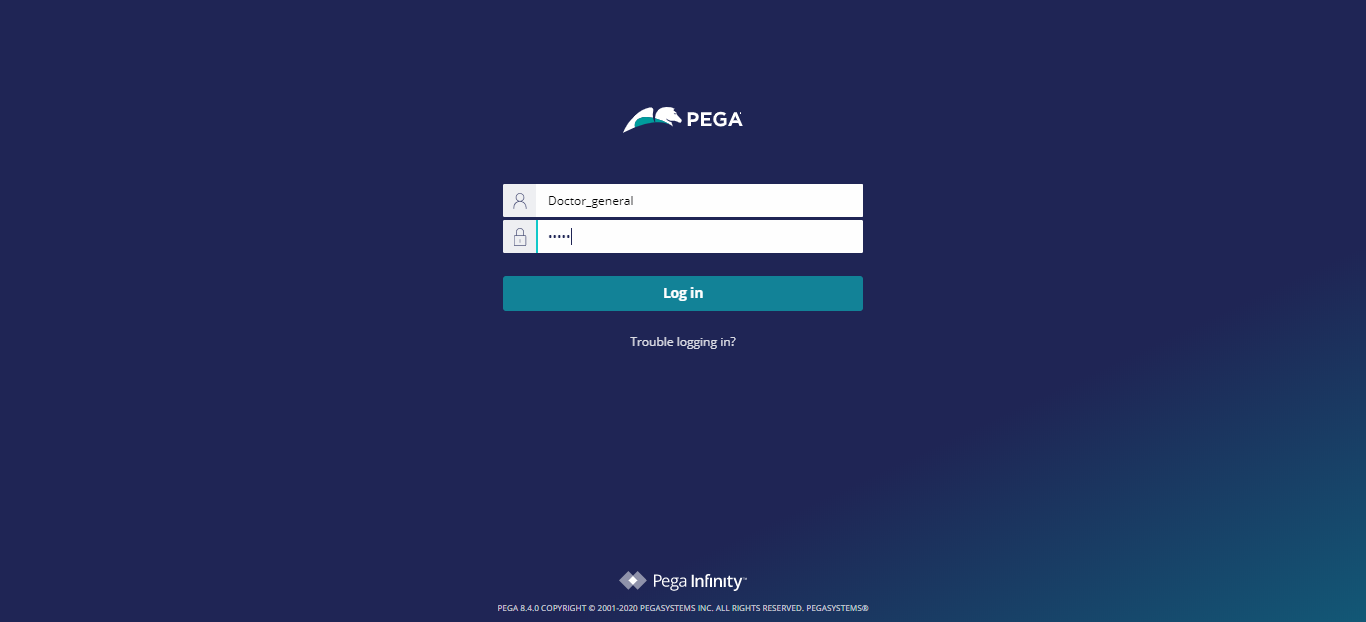 PEGA
Doctor_general
•••••
Log in
Trouble logging in?
Pega Infinity™
PEGA 8.4.0 COPYRIGHT © 2001-2020 PEGASYSTEMS INC. ALL RIGHTS RESERVED. PEGASYSTEMS®